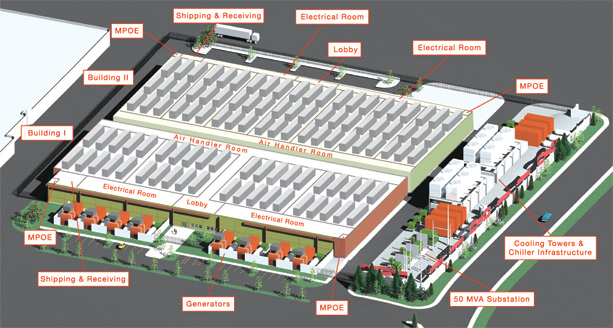 Shipping & Receiving
Electrical Room
MPOE
Lobby
Electrical Room
Building II
MPOE
Building I
Air Handler Room
Air Handler Room
Electrical Room
Lobby
Electrical Room
MPOE
Cooling Towers &
Chiller Infrastructure
Shipping & Receiving
Generators
MPOE
50 MVA Substation